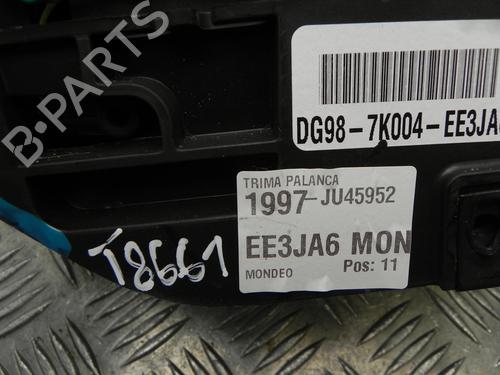 DG98-7K004-EE3JA
TRIMA PALANCA
1997-JU45952
EE3JA6 MON
MONDEO Pos: 11
T8661
B-PARTS